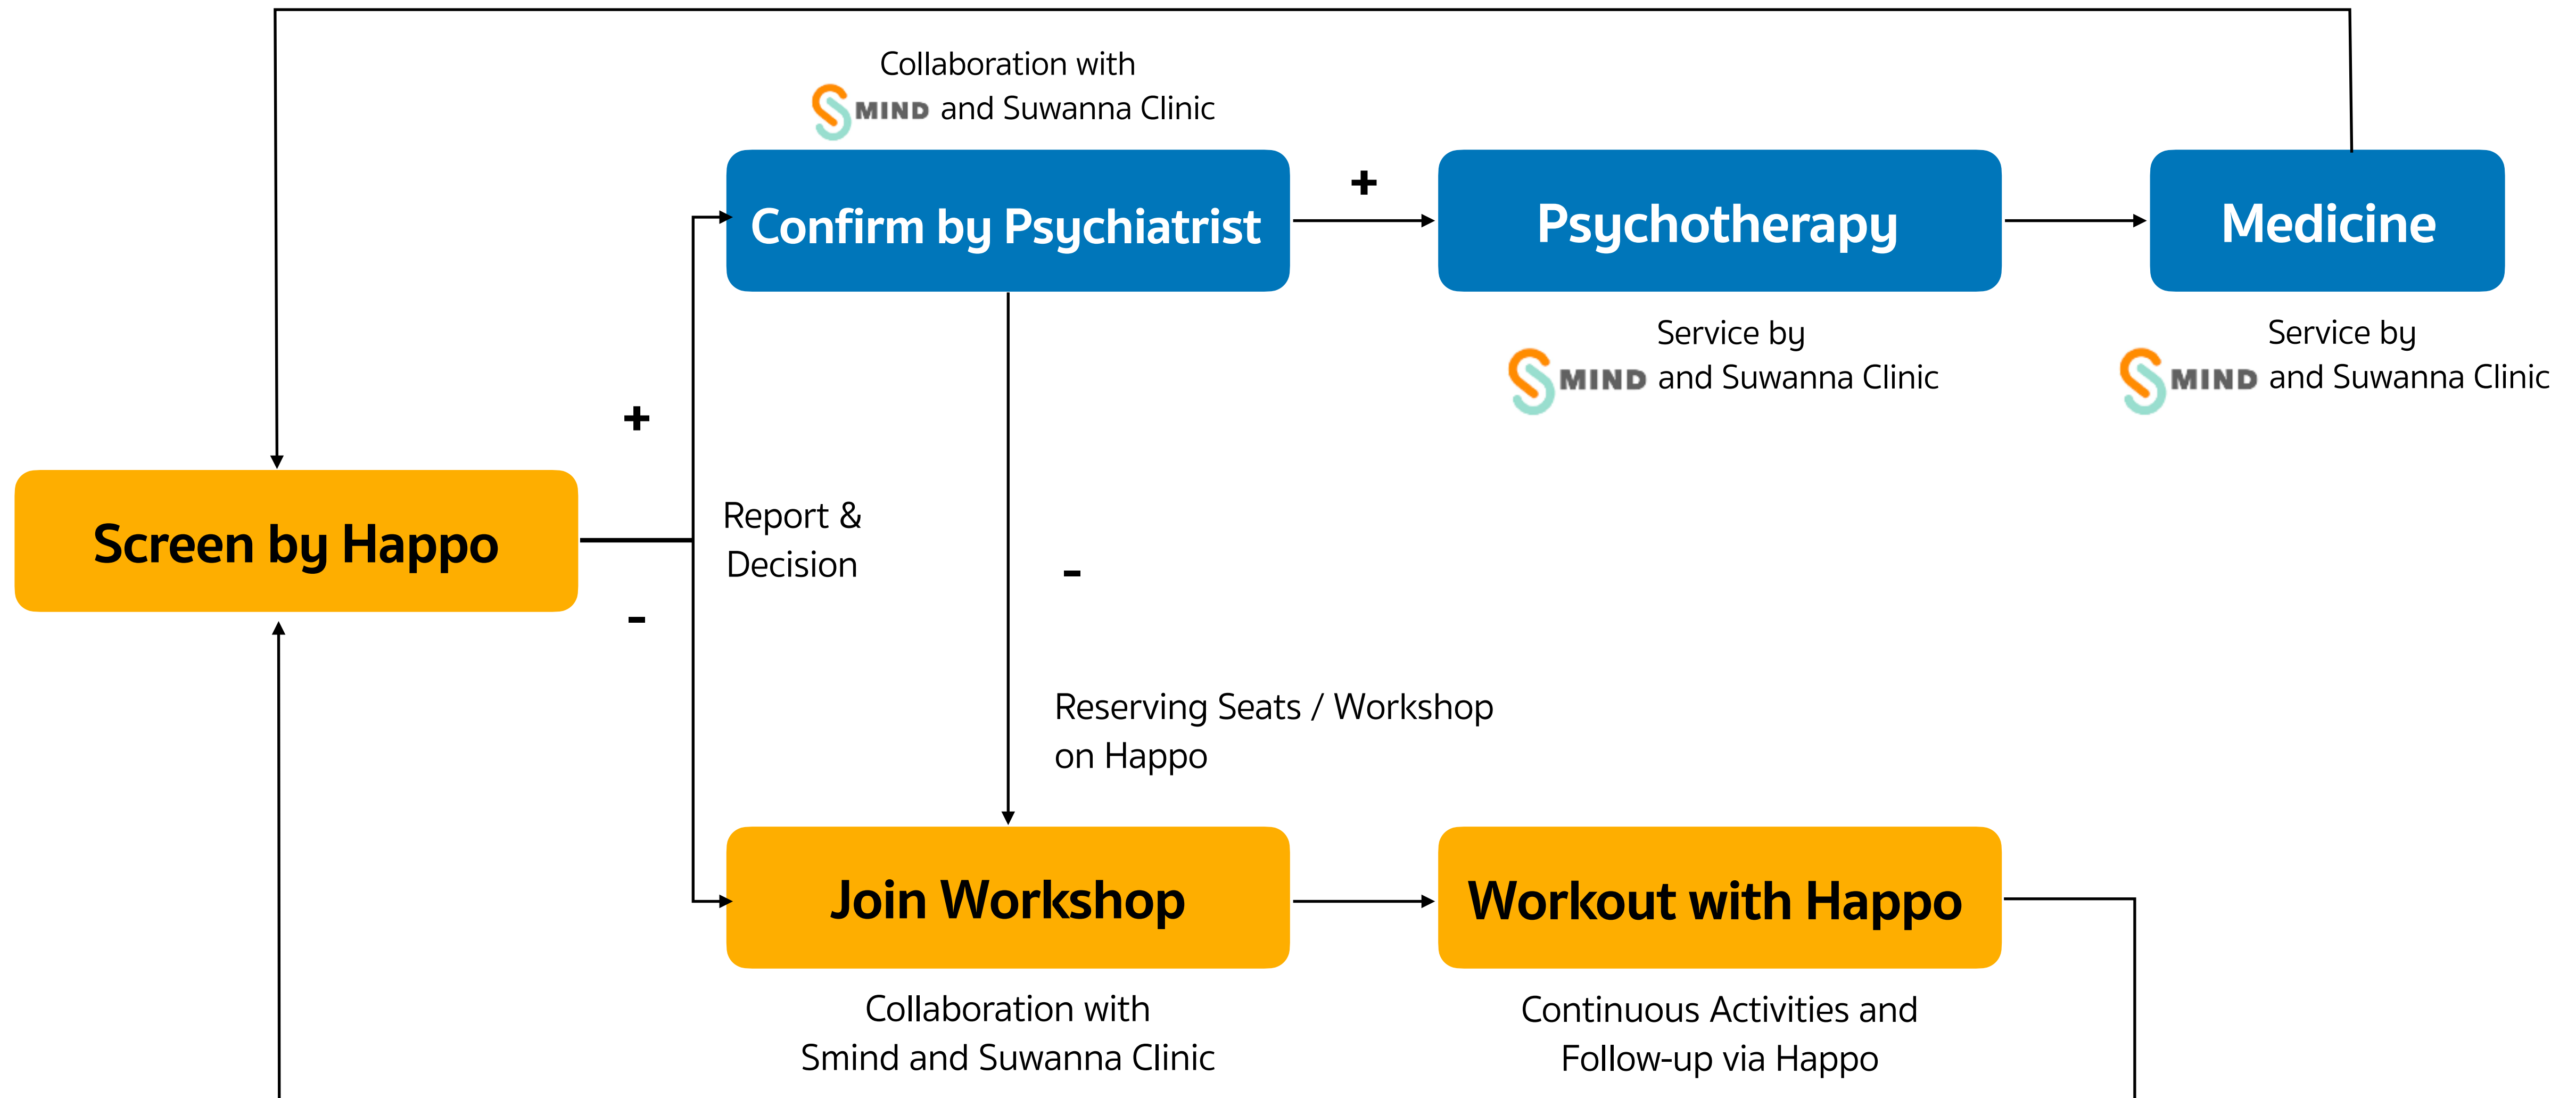 Collaboration with
S MIND and Suwanna Clinic
Confirm by Psychiatrist
+
Psychotherapy
Medicine
Service by
S MIND and Suwanna Clinic
Service by
S MIND and Suwanna Clinic
+
Screen by Happo
Report &
Decision
-
-
Reserving Seats / Workshop
on Happo
Join Workshop
Workout with Happo
Collaboration with
Smind and Suwanna Clinic
Continuous Activities and
Follow-up via Happo